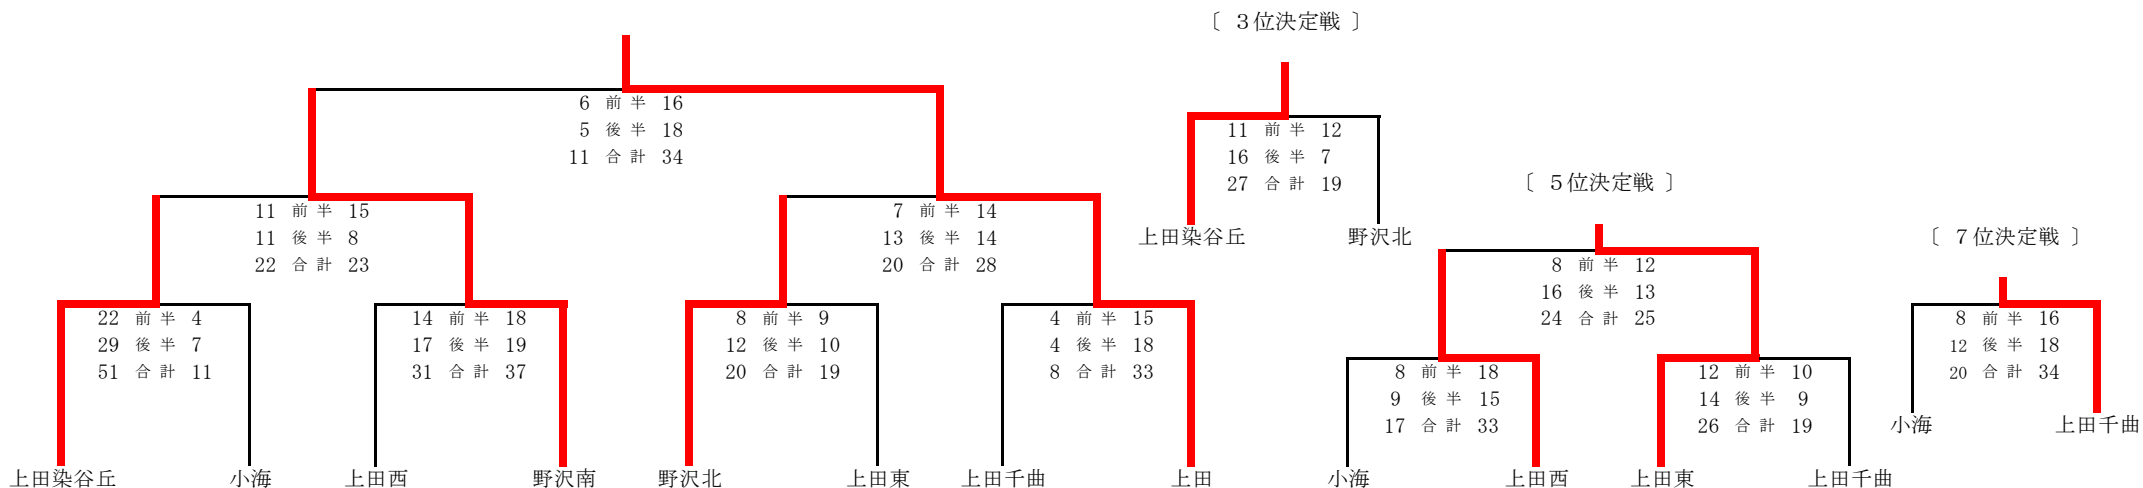 〔 ３位決定戦 〕
6 前半 16
5 後半 18
11 合計 34
11 前半 12
16 後半 7
27 合計 19
上田染谷丘 野沢北
11 前半 15
11 後半 8
22 合計 23
7 前半 14
13 後半 14
20 合計 28
〔 ５位決定戦 〕
8 前半 12
16 後半 13
24 合計 25
〔 ７位決定戦 〕
8 前半 16
12 後半 18
20 合計 34
小海 上田千曲
22 前半 4
29 後半 7
51 合計 11
14 前半 18
17 後半 19
31 合計 37
8 前半 9
12 後半 10
20 合計 19
4 前半 15
4 後半 18
8 合計 33
8 前半 18
9 後半 15
17 合計 33
12 前半 10
14 後半 9
26 合計 19
上田染谷丘 小海 上田西 野沢南 野沢北 上田東 上田千曲 上田 小海 上田西 上田東 上田千曲